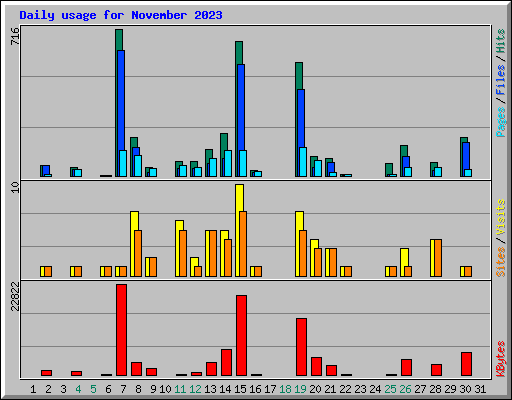 Daily usage for November 2023
716
Pages / Files / Hits
10
Sites / Visits
22822
KBytes
1 2 3 4 5 6 7 8 9 10 11 12 13 14 15 16 17 18 19 20 21 22 23 24 25 26 27 28 29 30 31